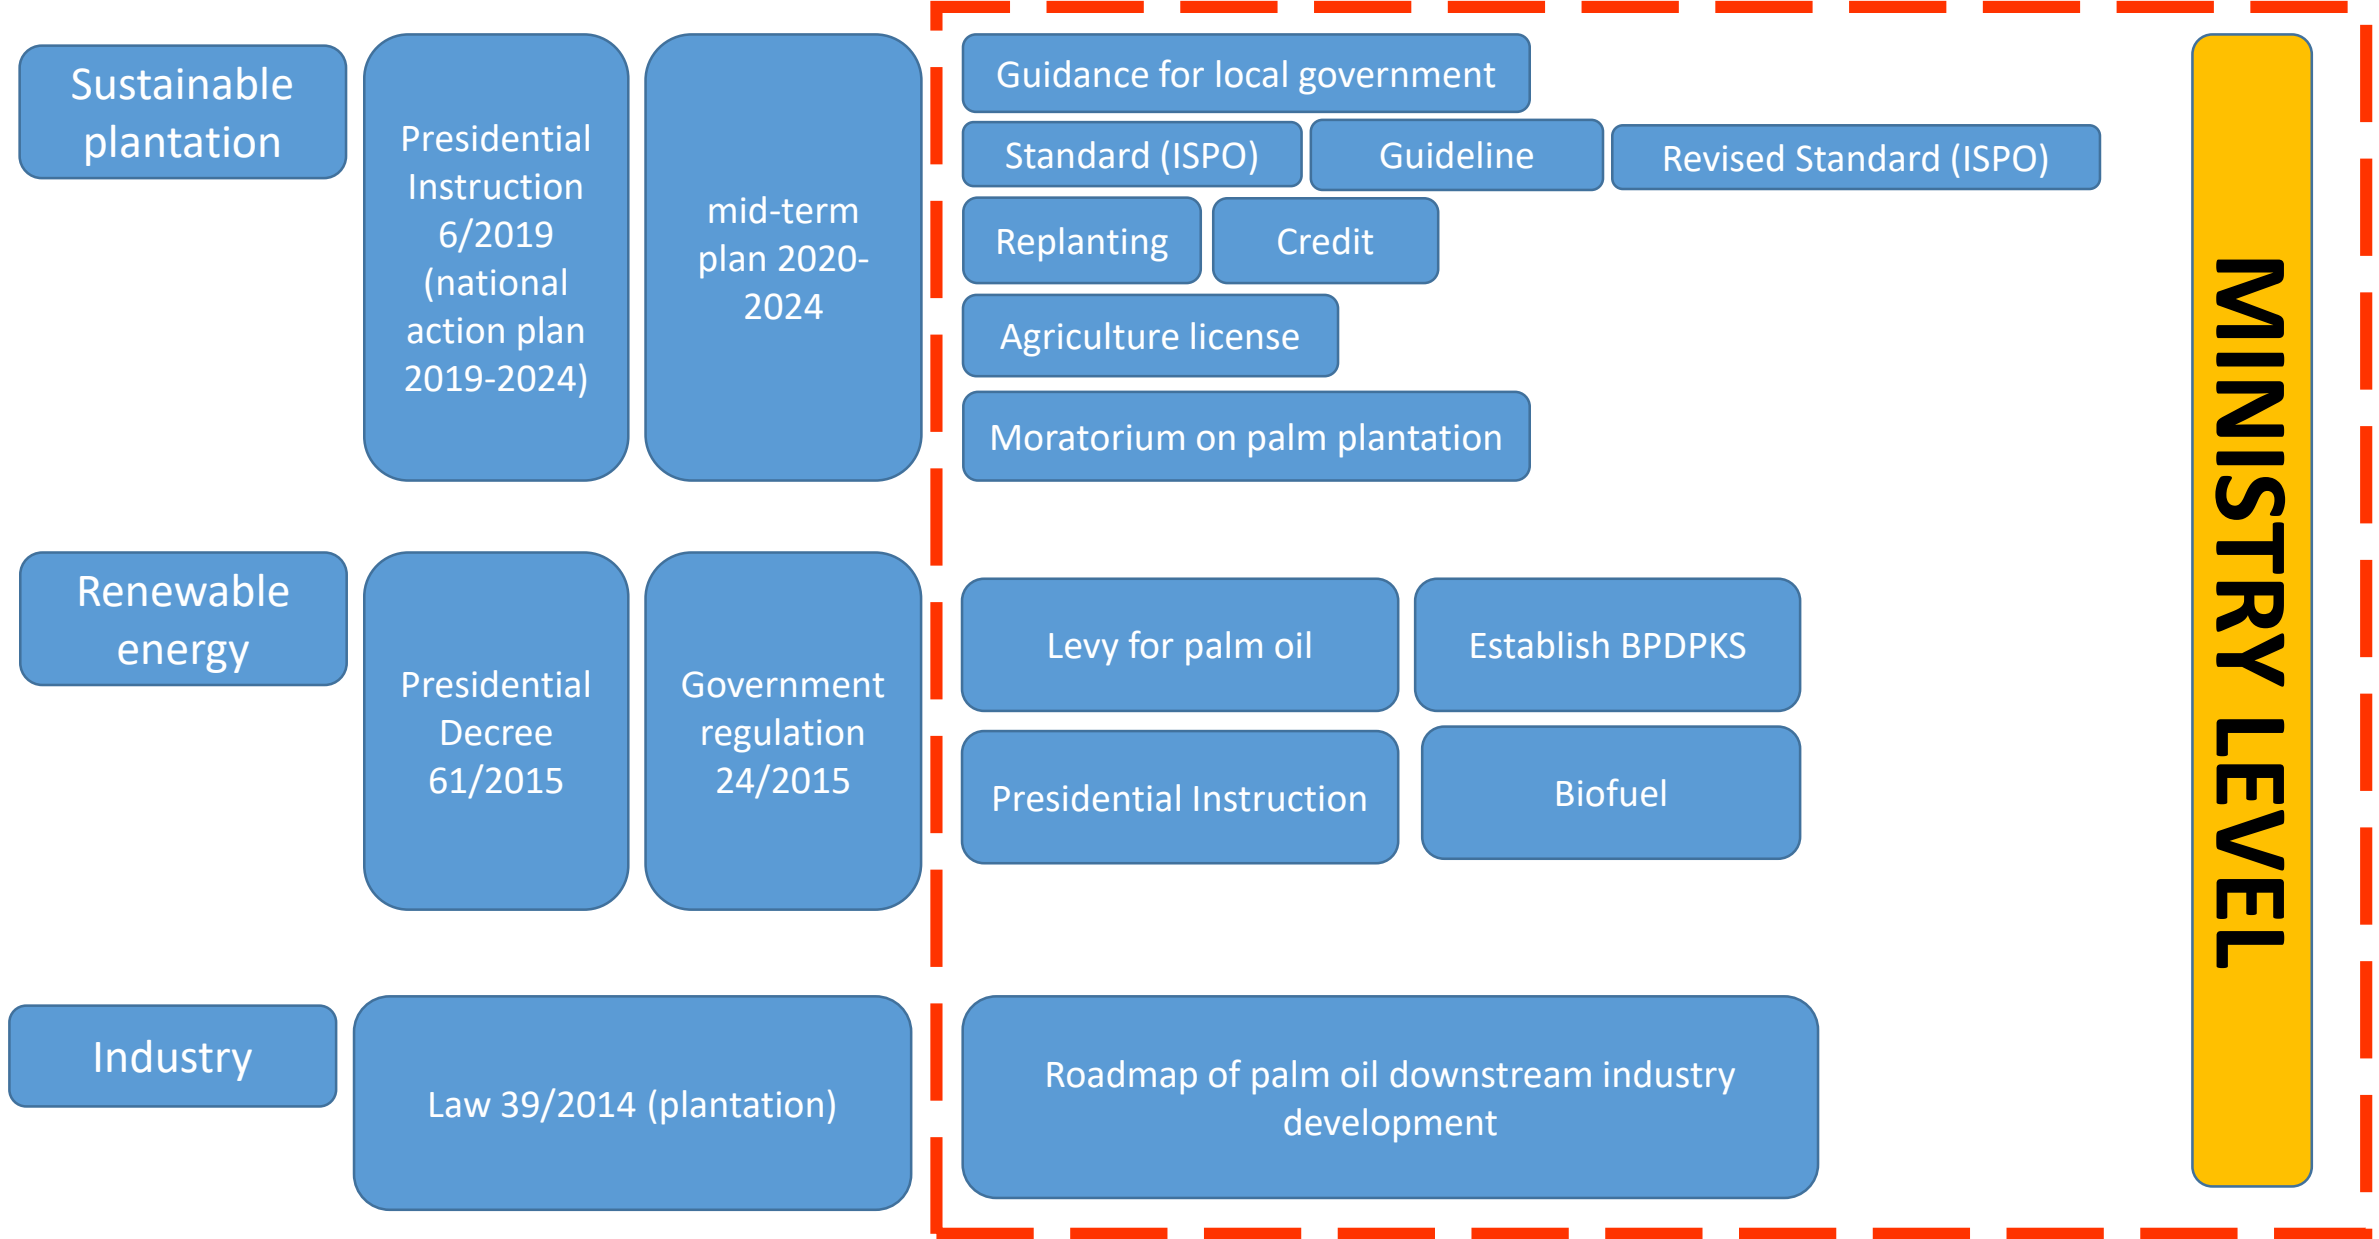 Sustainable
plantation
Presidential
Instruction
6/2019
(national
action plan
2019-2024)
mid-term
plan 2020-
2024
Guidance for local government
Standard (ISPO)
Guideline
Revised Standard (ISPO)
Replanting
Credit
Agriculture license
Moratorium on palm plantation
Renewable
energy
Presidential
Decree
61/2015
Government
regulation
24/2015
Levy for palm oil
Establish BPDPKS
Presidential Instruction
Biofuel
Industry
Law 39/2014 (plantation)
Roadmap of palm oil downstream industry
development
MINISTRY LEVEL